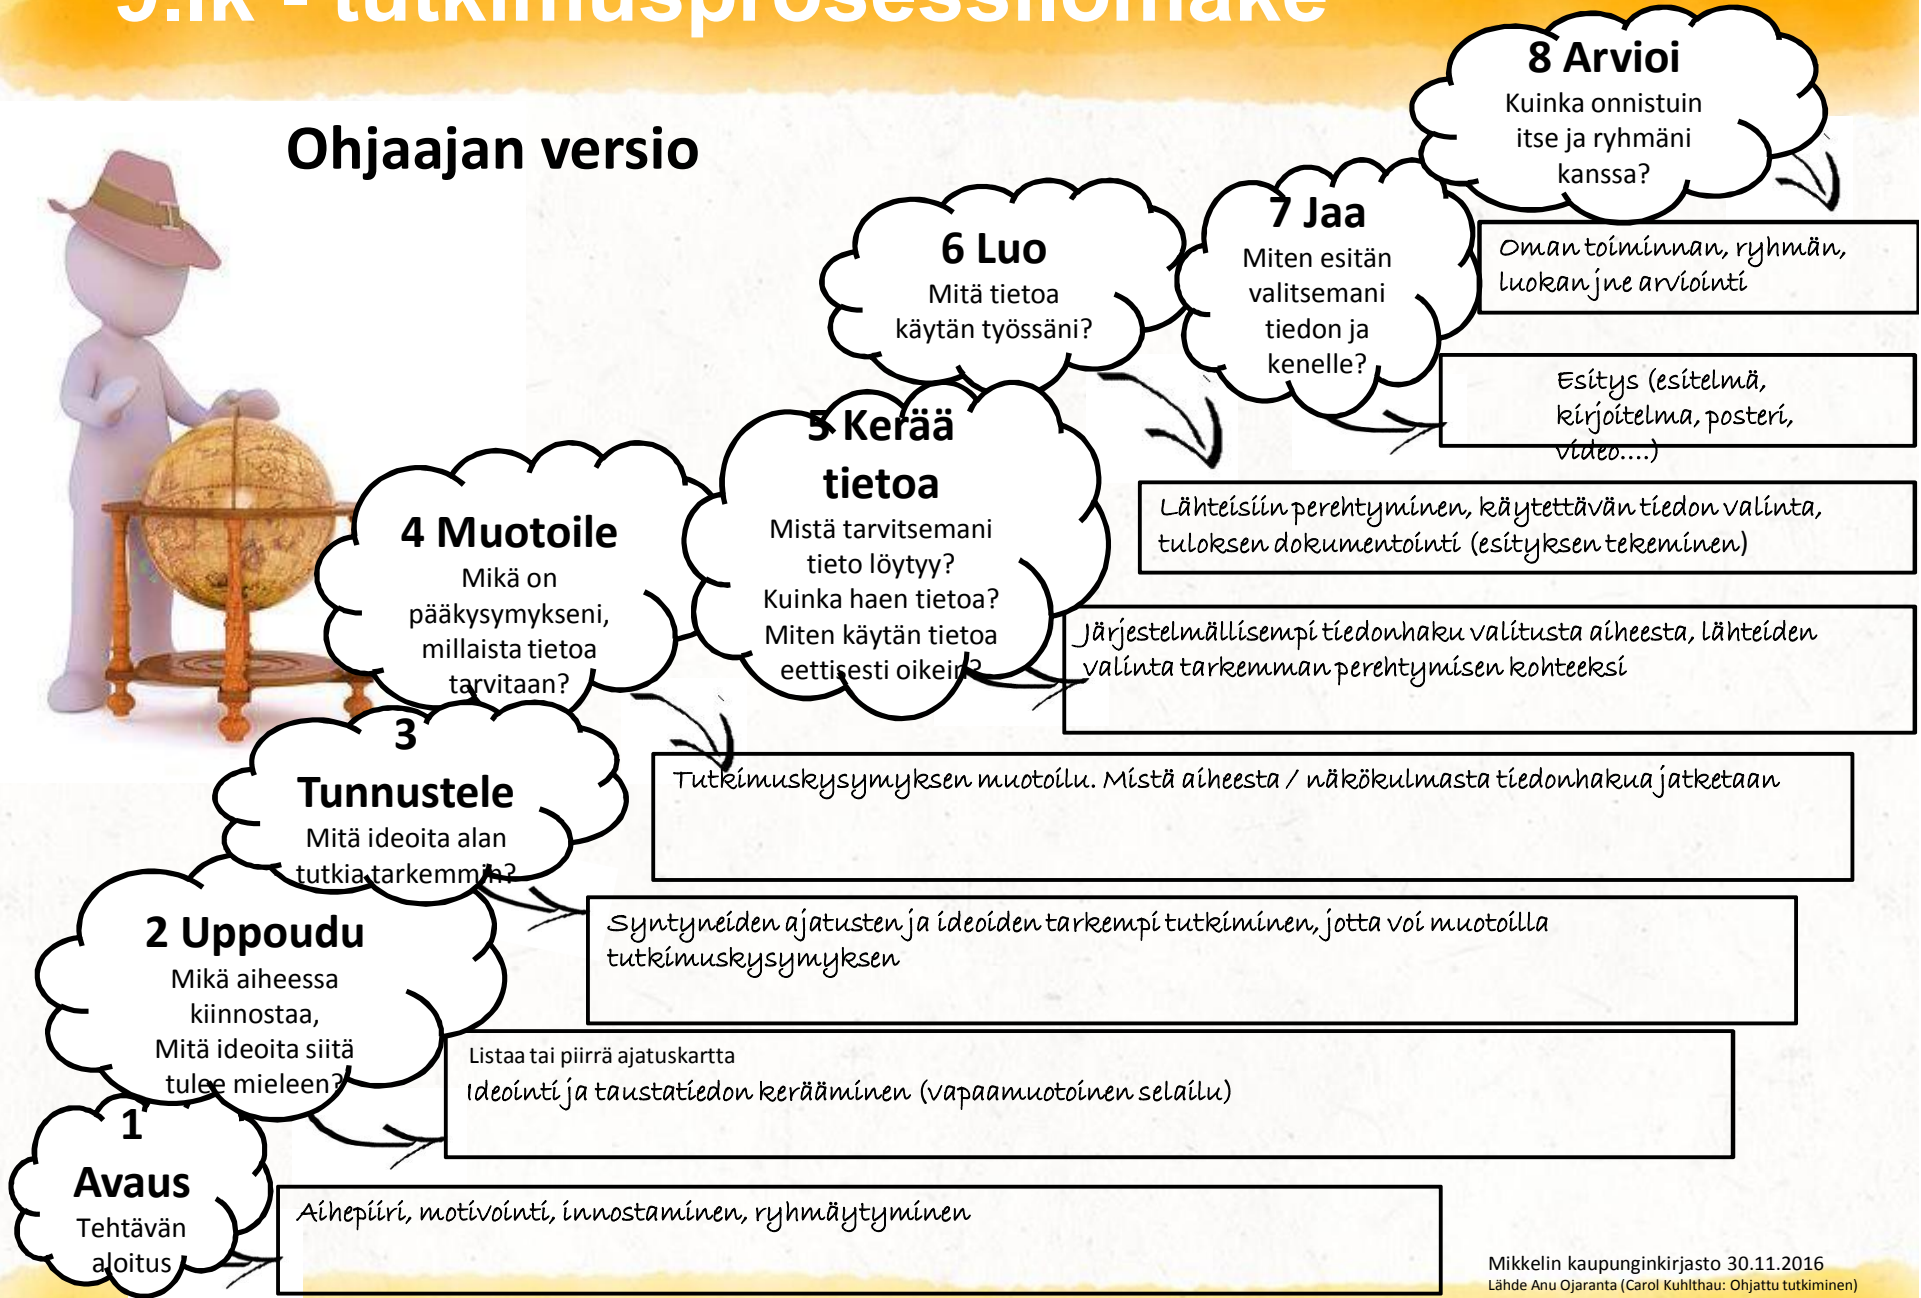 9.lk - tutkimusprosessilomake
Ohjaajan versio
8 Arvioi
Kuinka onnistuin
itse ja ryhmäni
kanssa?
Oman toiminnan, ryhmän,
luokan jne arviointi
7 Jaa
Miten esitän
valitsemani
tiedon ja
kenelle?
Esitys (esitelmä,
kirjoitelma, posteri,
video....)
6 Luo
Mitä tietoa
käytän työssäni?
Lähteisiin perehtyminen, käytettävän tiedon valinta,
tuloksen dokumentointi (esityksen tekeminen)
5 Kerää
tietoa
Mistä tarvitsemani
tieto löytyy?
Kuinka haen tietoa?
Miten käytän tietoa
eettisesti oikein?
Järjestelmällisempi tiedonhaku valitusta aiheesta, lähteiden
valinta tarkemman perehtymisen kohteeksi
4 Muotoile
Mikä on
pääkysymykseni,
millaista tietoa
tarvitaan?
Tutkimuskysymyksen muotoilu. Mistä aiheesta / näkökulmasta tiedonhakua jatketaan
3
Tunnustele
Mitä ideoita alan
tutkia tarkemmin?
Syntyneiden ajatusten ja ideoiden tarkempi tutkiminen, jotta voi muotoilla
tutkimuskysymyksen
2 Uppoudu
Mikä aiheessa
kiinnostaa,
Mitä ideoita siitä
tulee mieleen?
Listaa tai piirrä ajatuskartta
Ideointi ja taustatiedon kerääminen (vapaamuotoinen selailu)
1
Avaus
Tehtävän
aloitus
Aihepiiri, motivointi, innostaminen, ryhmäytyminen
Mikkelin kaupunginkirjasto 30.11.2016
Lähde Anu Ojaranta (Carol Kuhlthau: Ohjattu tutkiminen)